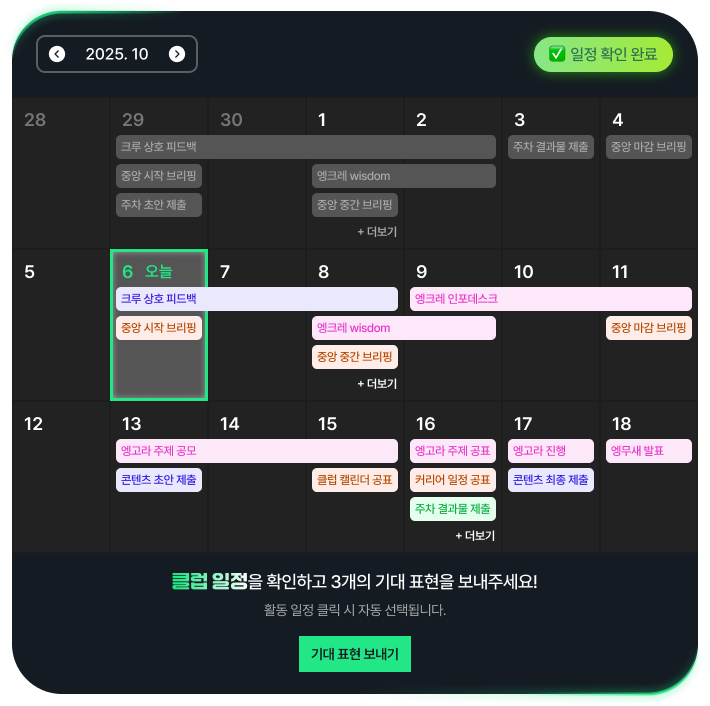 2025. 10
✅ 일정 확인 완료
28 29 30 1 2 3 4
크루 상호 피드백 주차 결과물 제출 중앙 마감 브리핑
중앙 시작 브리핑 엥크레 wisdom
주차 초안 제출 중앙 중간 브리핑
+ 더보기
5 6 오늘 7 8 9 10 11
크루 상호 피드백 엥크레 인포데스크
중앙 시작 브리핑 엥크레 wisdom 중앙 마감 브리핑
중앙 중간 브리핑
+ 더보기
12 13 14 15 16 17 18
엥고라 주제 공모 엥고라 주제 공표 엥고라 진행 엥무새 발표
콘텐츠 초안 제출 클럽 캘린더 공표 커리어 일정 공표 콘텐츠 최종 제출
주차 결과물 제출
+ 더보기
클럽 일정을 확인하고 3개의 기대 표현을 보내주세요!
활동 일정 클릭 시 자동 선택됩니다.
기대 표현 보내기